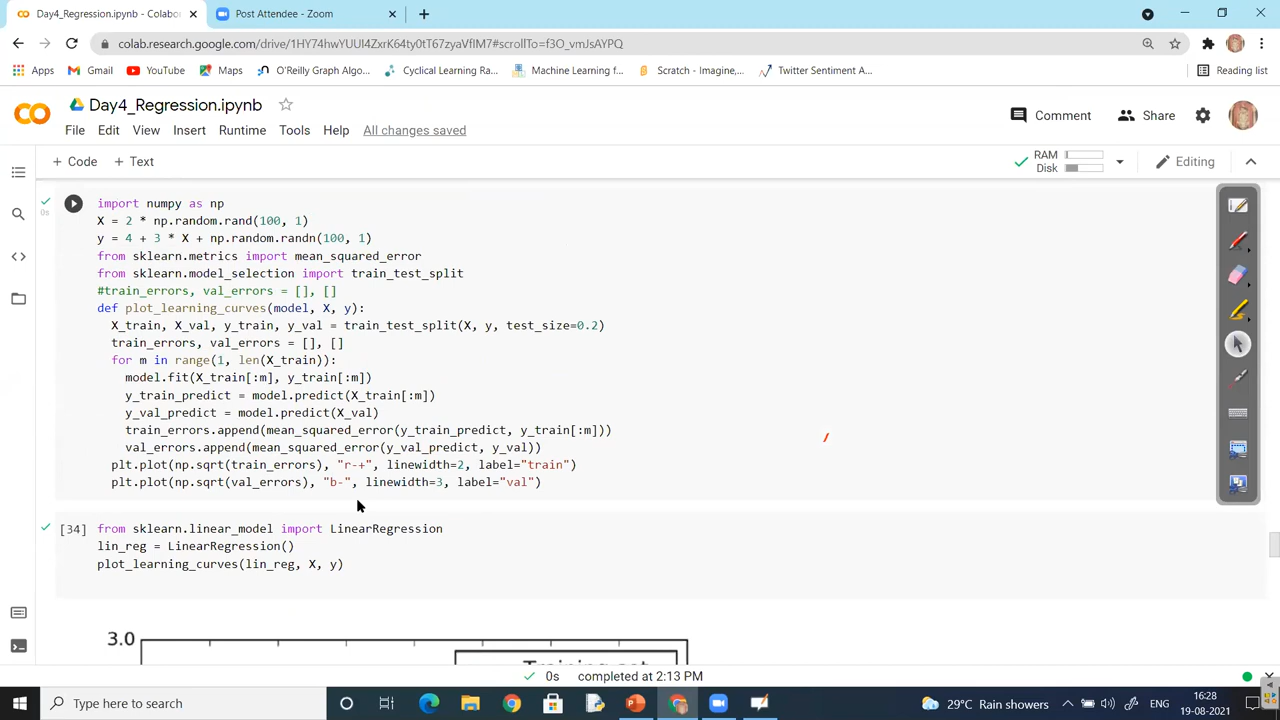 Day4_Regression.ipynb - Colabor
Post Attendee - Zoom
colab.research.google.com/drive/1HY74hwYUUl4ZxrK64ty0tT67zyaVflM7#scrollTo=f3O_vmJsAYPQ
Apps
Gmail
YouTube
Maps
O'Reilly Graph Algo...
Cyclical Learning Ra...
Machine Learning f...
Scratch - Imagine,...
Twitter Sentiment A...
Reading list
Day4_Regression.ipynb
Comment
Share
File Edit View Insert Runtime Tools Help All changes saved
+ Code + Text
RAM
Disk
Editing
0s
import numpy as np
X = 2 * np.random.rand(100, 1)
y = 4 + 3 * X + np.random.randn(100, 1)
from sklearn.metrics import mean_squared_error
from sklearn.model_selection import train_test_split
#train_errors, val_errors = [], []
def plot_learning_curves(model, X, y):
X_train, X_val, y_train, y_val = train_test_split(X, y, test_size=0.2)
train_errors, val_errors = [], []
for m in range(1, len(X_train)):
model.fit(X_train[:m], y_train[:m])
y_train_predict = model.predict(X_train[:m])
y_val_predict = model.predict(X_val)
train_errors.append(mean_squared_error(y_train_predict, y_train[:m]))
val_errors.append(mean_squared_error(y_val_predict, y_val))
plt.plot(np.sqrt(train_errors), "r-+", linewidth=2, label="train")
plt.plot(np.sqrt(val_errors), "b-", linewidth=3, label="val")
[34] from sklearn.linear_model import LinearRegression
lin_reg = LinearRegression()
plot_learning_curves(lin_reg, X, y)
3.0
Training set
0s completed at 2:13 PM
Type here to search
29°C Rain showers
ENG
16:28
19-08-2021